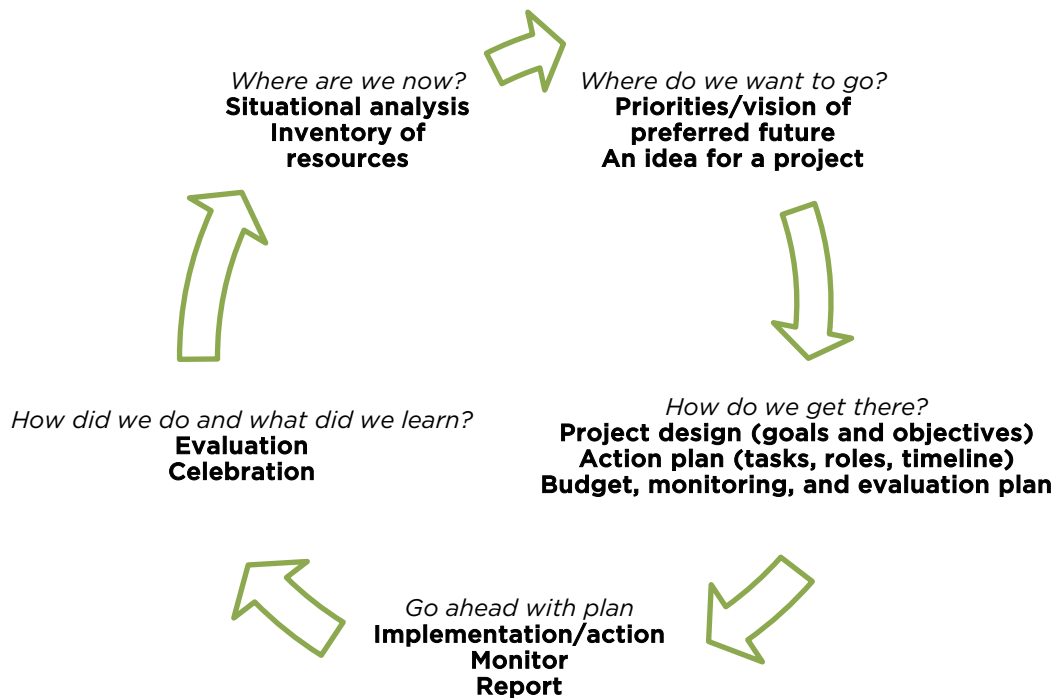 Where are we now?
Situational analysis
Inventory of
resources
Where do we want to go?
Priorities/vision of
preferred future
An idea for a project
How do we get there?
Project design (goals and objectives)
Action plan (tasks, roles, timeline)
Budget, monitoring, and evaluation plan
Go ahead with plan
Implementation/action
Monitor
Report
How did we do and what did we learn?
Evaluation
Celebration